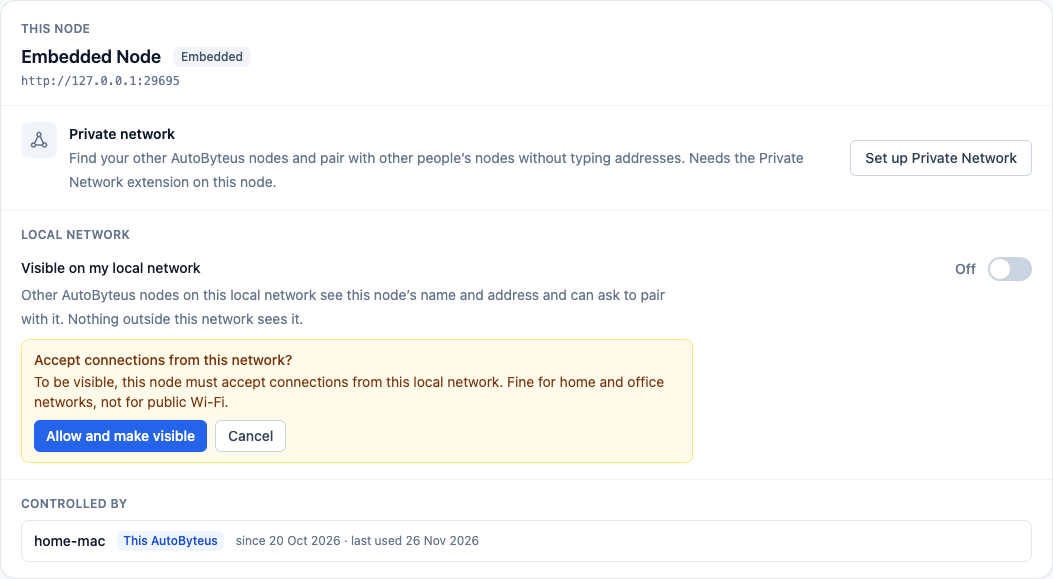 THIS NODE
Embedded Node Embedded
http://127.0.0.1:29695
Private network
Find your other AutoByteus nodes and pair with other people’s nodes without typing addresses. Needs the Private
Network extension on this node.
Set up Private Network
LOCAL NETWORK
Visible on my local network
Off
Other AutoByteus nodes on this local network see this node’s name and address and can ask to pair
with it. Nothing outside this network sees it.
Accept connections from this network?
To be visible, this node must accept connections from this local network. Fine for home and office
networks, not for public Wi-Fi.
Allow and make visible Cancel
CONTROLLED BY
home-mac This AutoByteus since 20 Oct 2026 · last used 26 Nov 2026